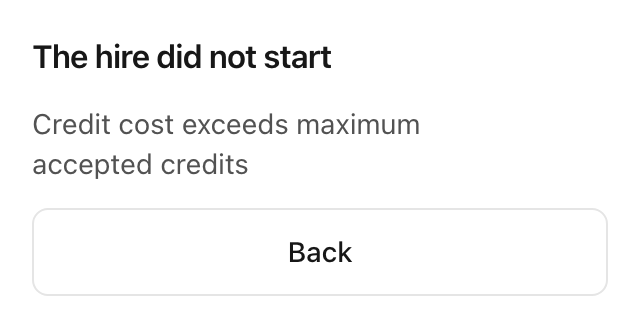 The hire did not start
Credit cost exceeds maximum
accepted credits
Back